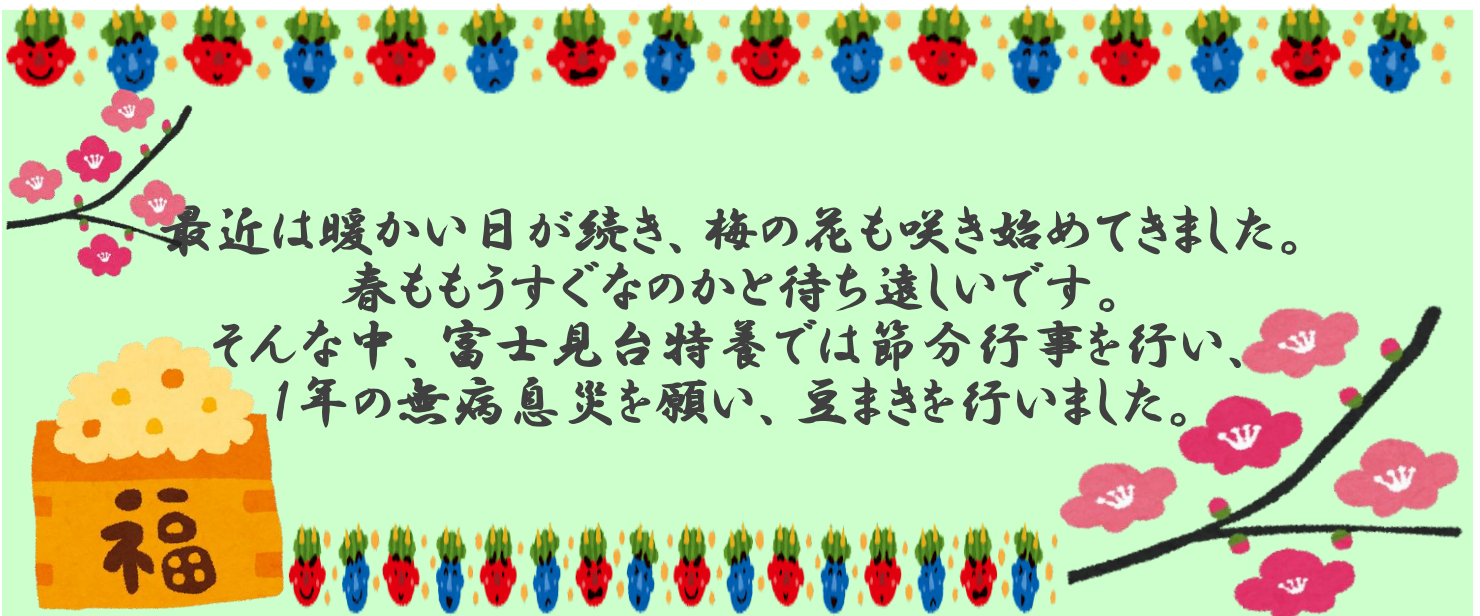 最近は暖かい日が続き、梅の花も咲き始めてきました。
春ももうすぐなのかと待ち遠しいです。
そんな中、富士見台特養では節分行事を行い、
1年の無病息災を願い、豆まきを行いました。
福